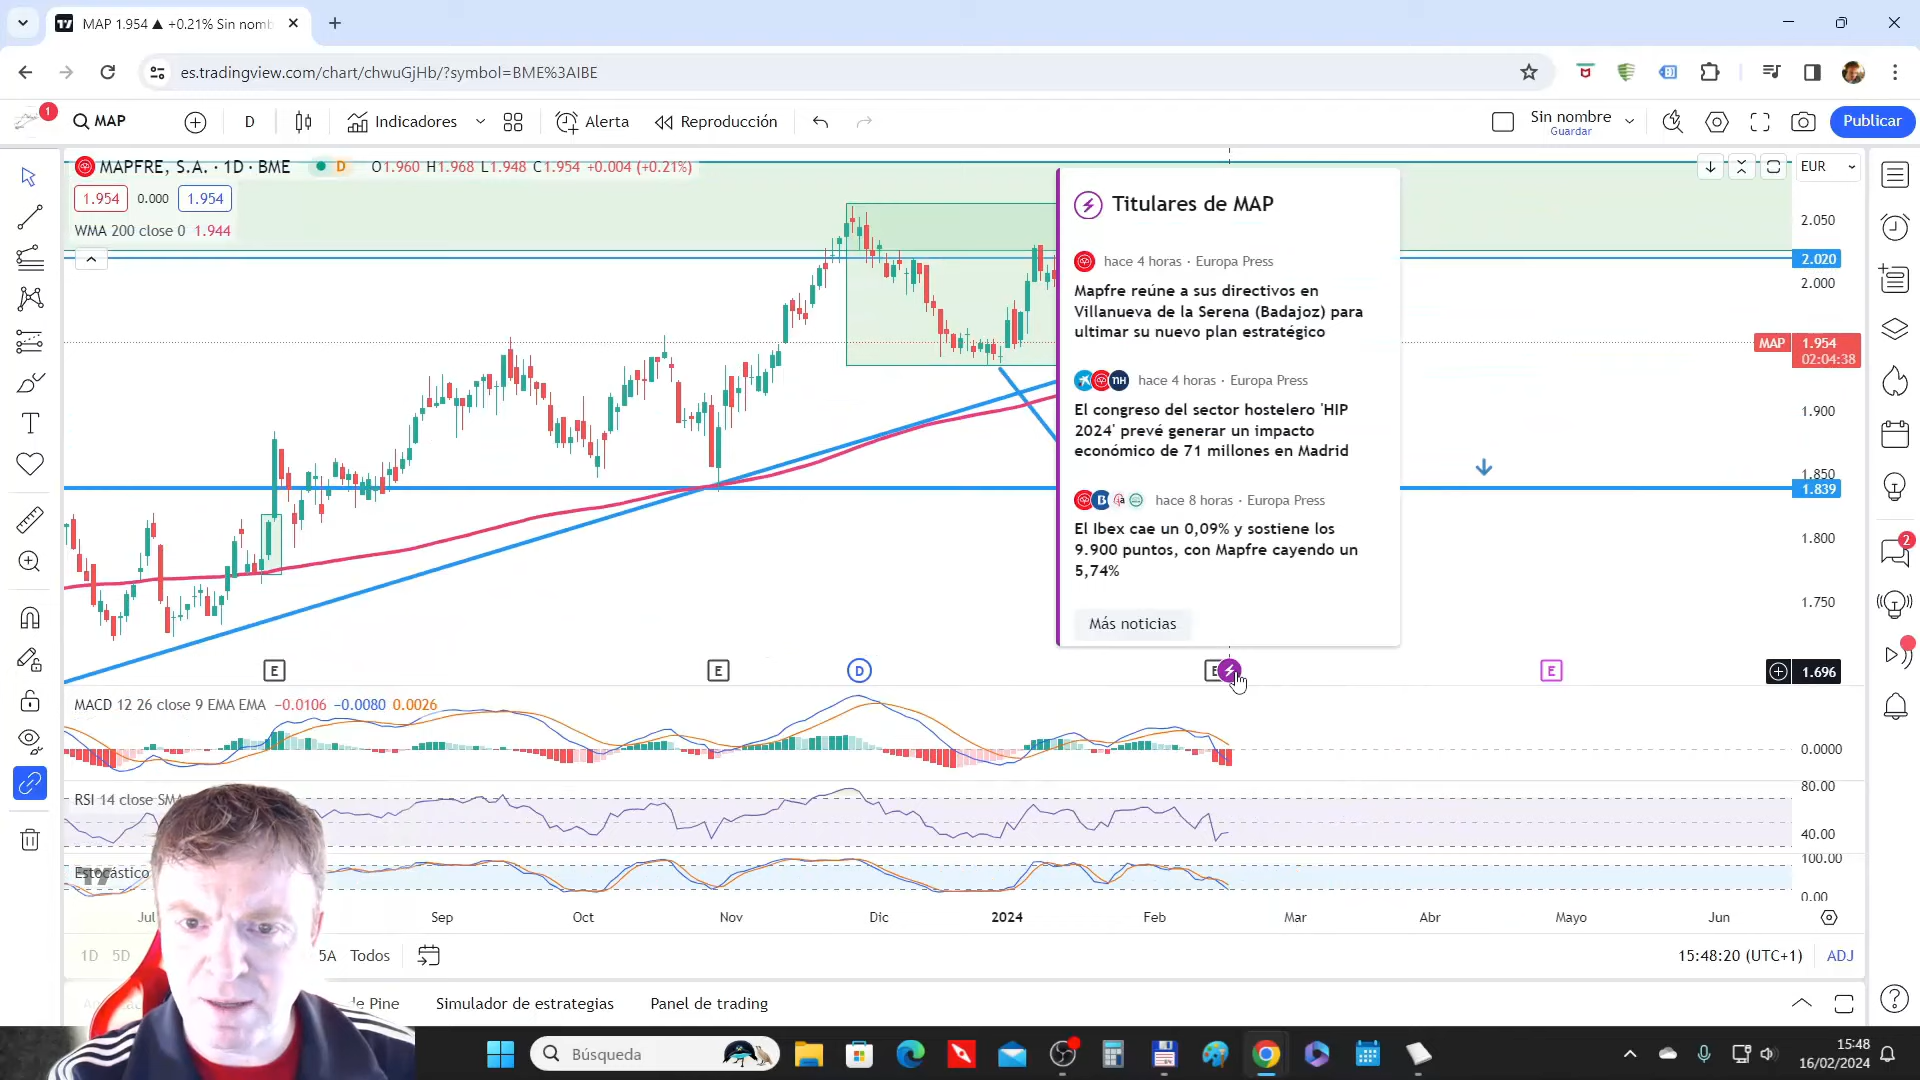 MAP 1.954 ▲ +0.21% Sin nomb
es.tradingview.com/chart/chwuGjHb/?symbol=BME%3AIBE
1
MAP
D
Indicadores
Alerta
Reproducción
Sin nombre
Guardar
Publicar
MAPFRE, S.A. · 1D · BME
D
O1.960 H1.968 L1.948 C1.954 +0.004 (+0.21%)
EUR
1.954
0.000
1.954
WMA 200 close 0 1.944
Titulares de MAP
hace 4 horas · Europa Press
Mapfre reúne a sus directivos en
Villanueva de la Serena (Badajoz) para
ultimar su nuevo plan estratégico
nH
hace 4 horas · Europa Press
El congreso del sector hostelero 'HIP
2024' prevé generar un impacto
económico de 71 millones en Madrid
B
hace 8 horas · Europa Press
El Ibex cae un 0,09% y sostiene los
9.900 puntos, con Mapfre cayendo un
5,74%
Más noticias
2.050
2.020
2.000
MAP
1.954
02:04:38
1.900
1.850
1.839
1.800
1.750
1.696
2
E
E
D
E
E
MACD 12 26 close 9 EMA EMA −0.0106 −0.0080 0.0026
0.0000
RSI 14 close SMA
80.00
40.00
Estocástico
100.00
0.00
Jul
Sep
Oct
Nov
Dic
2024
Feb
Mar
Abr
Mayo
Jun
1D
5D
5A
Todos
15:48:20 (UTC+1)
ADJ
de Pine
Simulador de estrategias
Panel de trading
Búsqueda
15:48
16/02/2024